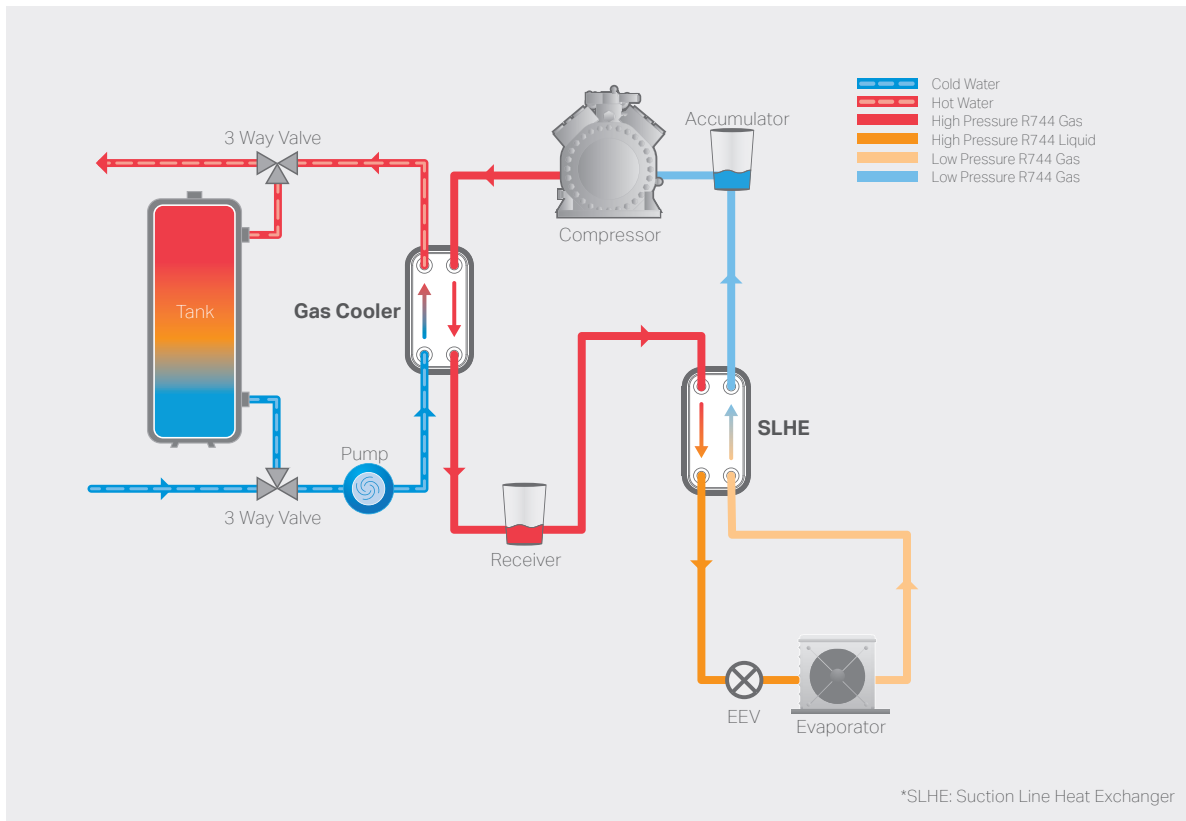 Cold Water
Hot Water
High Pressure R744 Gas
High Pressure R744 Liquid
Low Pressure R744 Gas
Low Pressure R744 Gas
3 Way Valve
Accumulator
Compressor
Tank
Gas Cooler
SLHE
Pump
3 Way Valve
Receiver
EEV
Evaporator
*SLHE: Suction Line Heat Exchanger